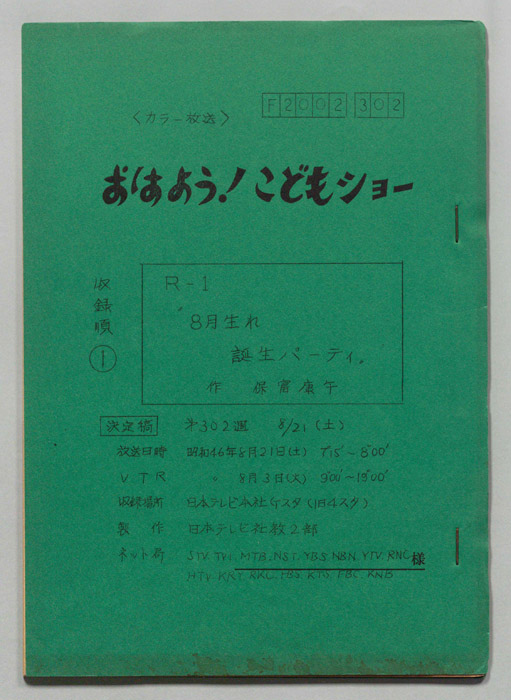 F2002 302
〈カラー放送〉
おはよう!こどもショー
収録順
①
R-1
"8月生れ
誕生パーティ"
作 保富康午
決定稿 第302選 8/21(土)
放送日時 昭和46年8月21日(土) 7°15'~8°00'
VTR 〃 8月3日(火) 9°00'~19°00'
収録場所 日本テレビ本社Gスタ(旧4スタ)
製作 日本テレビ社教2部
ネット局 STV. TVI. MTB. NST. YBS. NBN. YTV. RNC 様
HTV. KRY. RKC. FBS. KTS. FBC. RNB